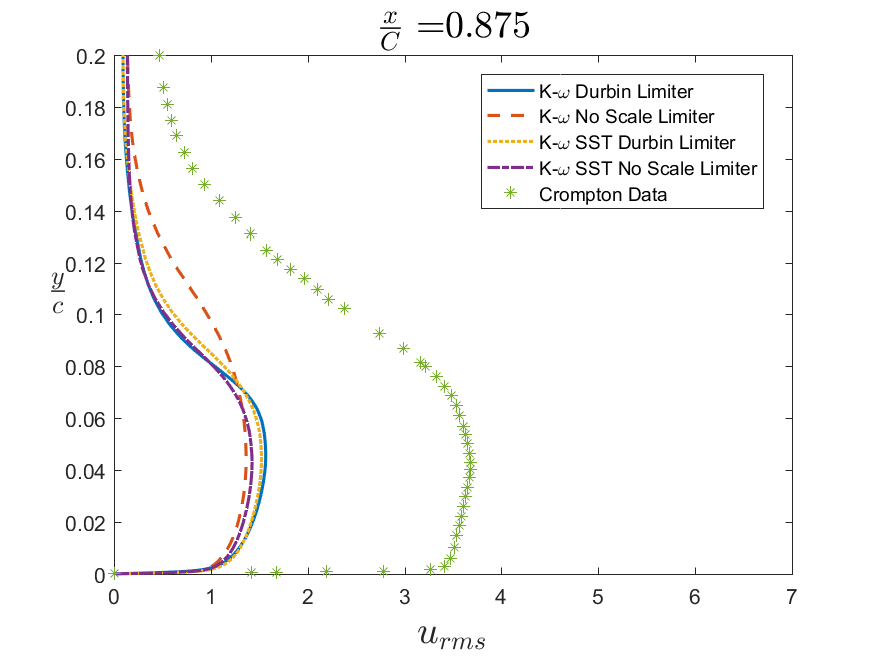 x/C =0.875
0.2
0.18
0.16
0.14
0.12
0.1
0.08
0.06
0.04
0.02
0
y/c
K-ω Durbin Limiter
K-ω No Scale Limiter
K-ω SST Durbin Limiter
K-ω SST No Scale Limiter
Crompton Data
0 1 2 3 4 5 6 7
u_rms